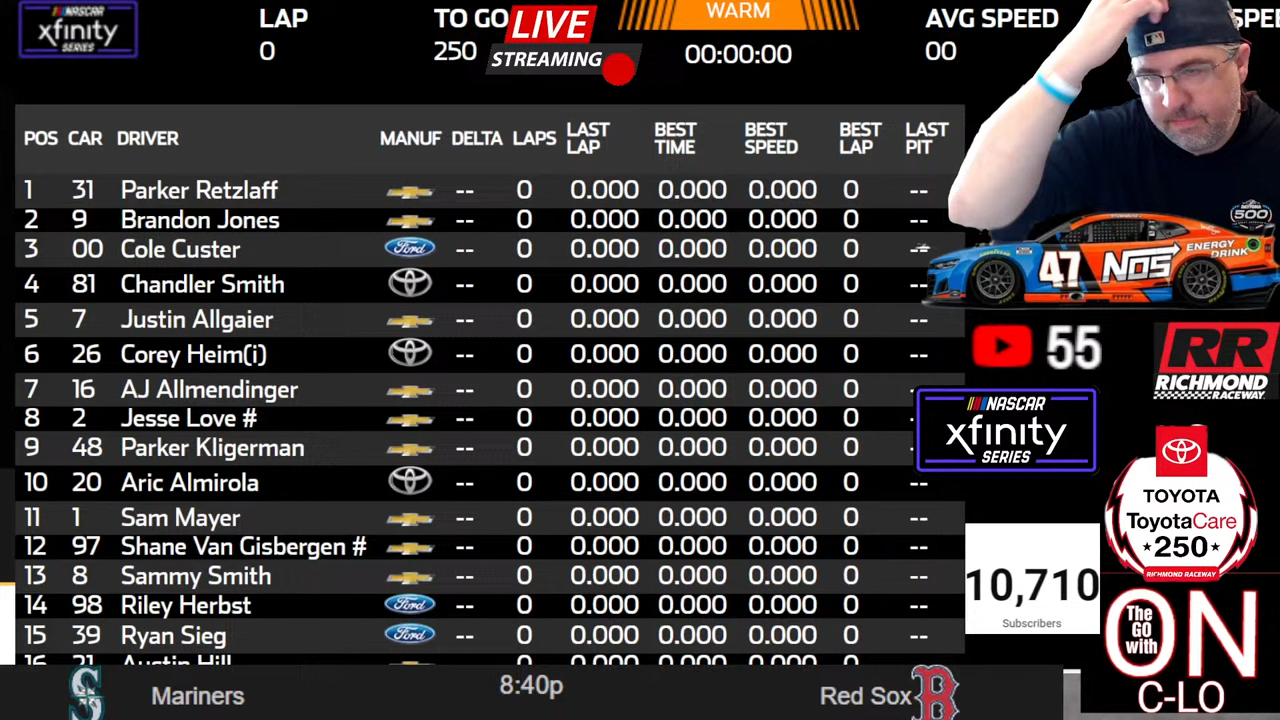 NASCAR
xfinity
SERIES
LAP
0
TO GO
250
LIVE
STREAMING
WARM
00:00:00
AVG SPEED
00
POS CAR DRIVER MANUF DELTA LAPS LAST LAP BEST TIME BEST SPEED BEST LAP LAST PIT
1 31 Parker Retzlaff -- 0 0.000 0.000 0.000 0 --
2 9 Brandon Jones -- 0 0.000 0.000 0.000 0 --
3 00 Cole Custer Ford -- 0 0.000 0.000 0.000 0 --
4 81 Chandler Smith -- 0 0.000 0.000 0.000 0 --
5 7 Justin Allgaier -- 0 0.000 0.000 0.000 0 --
6 26 Corey Heim(i) -- 0 0.000 0.000 0.000 0 --
7 16 AJ Allmendinger -- 0 0.000 0.000 0.000 0 --
8 2 Jesse Love # -- 0 0.000 0.000 0.000 0
9 48 Parker Kligerman -- 0 0.000 0.000 0.000 0
10 20 Aric Almirola -- 0 0.000 0.000 0.000 0 --
11 1 Sam Mayer -- 0 0.000 0.000 0.000 0 --
12 97 Shane Van Gisbergen # -- 0 0.000 0.000 0.000 0 --
13 8 Sammy Smith -- 0 0.000 0.000 0.000 0 --
14 98 Riley Herbst Ford -- 0 0.000 0.000 0.000 0 --
15 39 Ryan Sieg Ford -- 0 0.000 0.000 0.000 0 --
16 21 Austin Hill
DAYTONA
500
47 NOS
ENERGY
DRINK
55
RR
RICHMOND
RACEWAY
NASCAR
xfinity
SERIES
TOYOTA
ToyotaCare
250
RICHMOND RACEWAY
10,710
Subscribers
The
GO
with
ON
C-LO
Mariners
8:40p
Red Sox
B